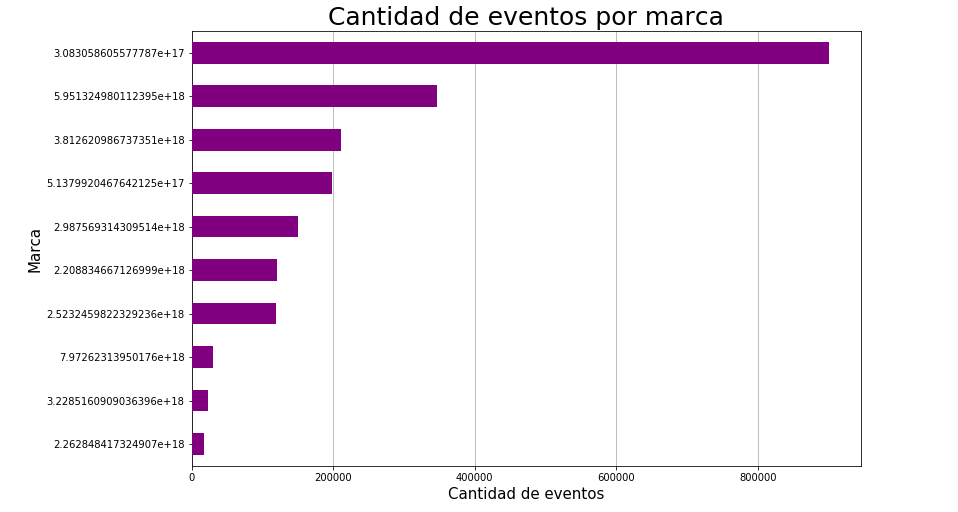 Cantidad de eventos por marca
3.083058605577787e+17
5.951324980112395e+18
3.812620986737351e+18
5.1379920467642125e+17
2.987569314309514e+18
2.208834667126999e+18
2.5232459822329236e+18
7.97262313950176e+18
3.2285160909036396e+18
2.262848417324907e+18
Marca
0 200000 400000 600000 800000
Cantidad de eventos